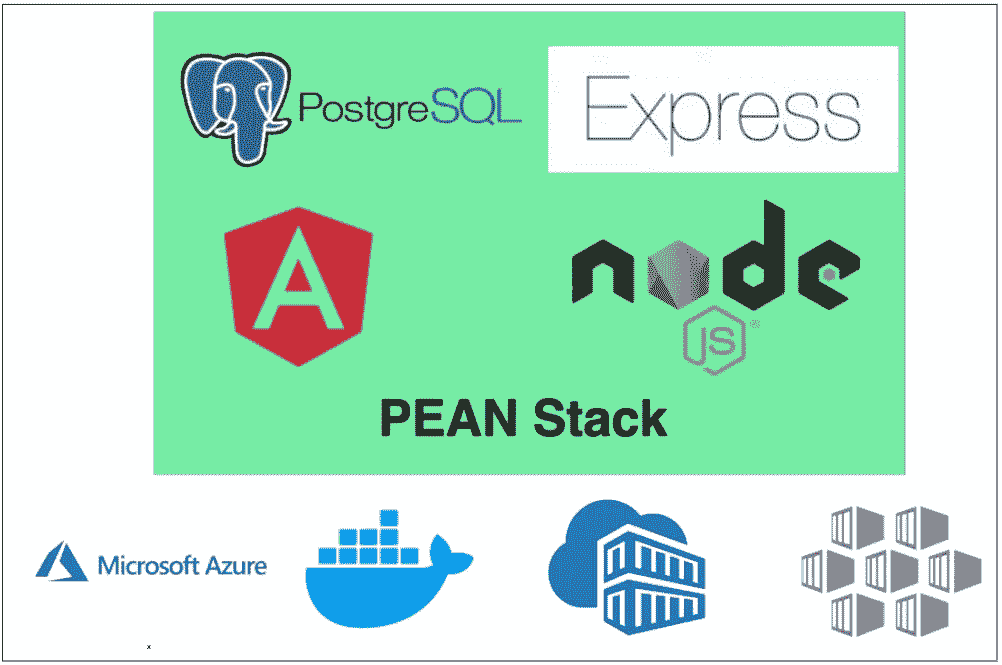 PostgreSQL
Express
A
node
JS®
PEAN Stack
Microsoft Azure
x